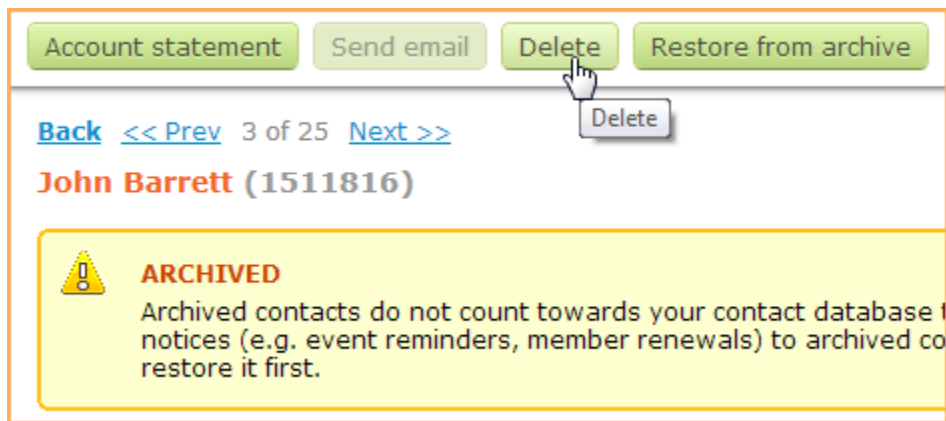 Account statement Send email Delete Restore from archive
Delete
Back << Prev 3 of 25 Next >>
John Barrett (1511816)
ARCHIVED
Archived contacts do not count towards your contact database
notices (e.g. event reminders, member renewals) to archived
restore it first.